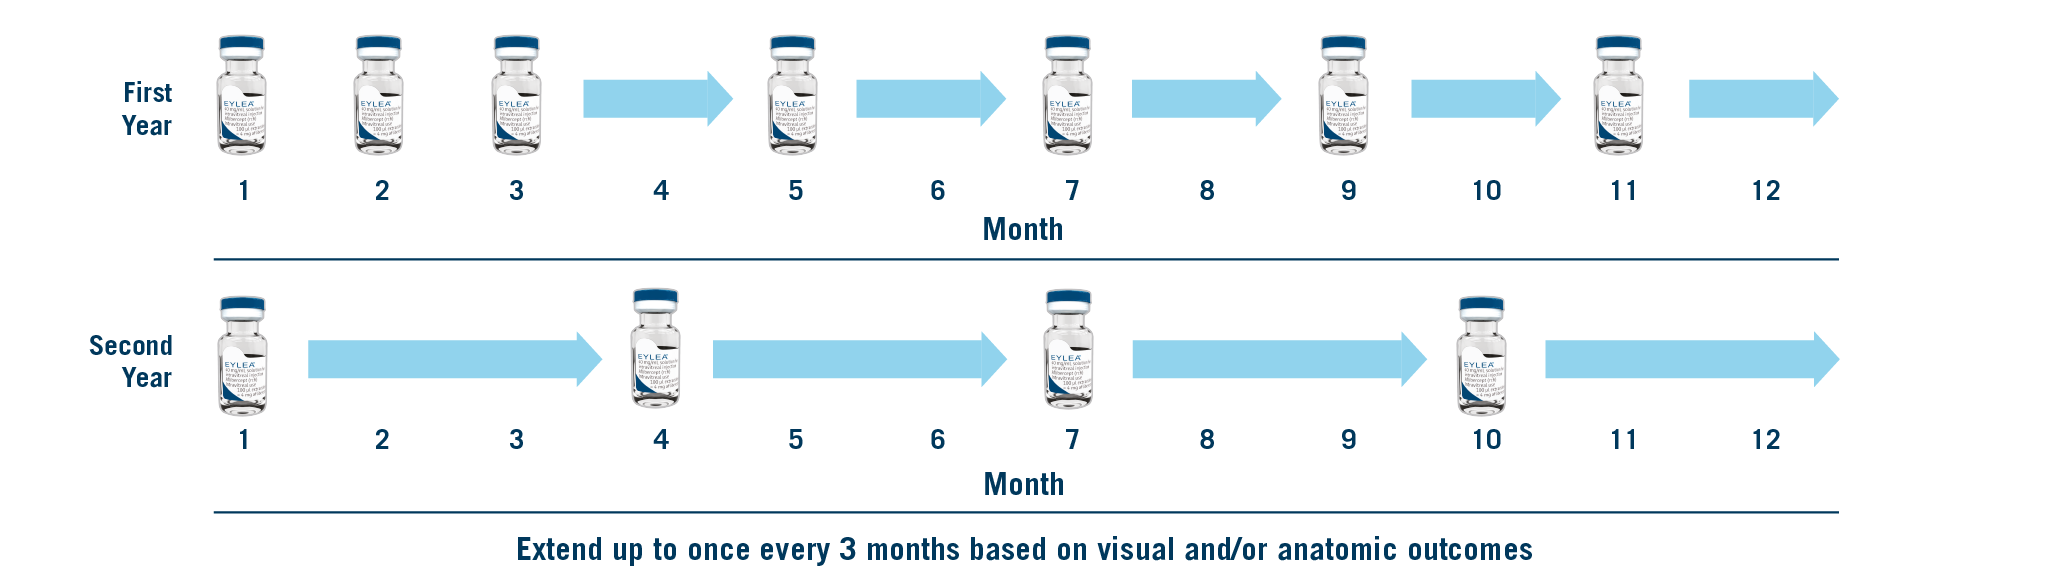 First
Year
EYLEA
EYLEA
EYLEA
EYLEA
EYLEA
EYLEA
EYLEA
1 2 3 4 5 6 7 8 9 10 11 12
Month
Second
Year
EYLEA
EYLEA
EYLEA
EYLEA
1 2 3 4 5 6 7 8 9 10 11 12
Month
Extend up to once every 3 months based on visual and/or anatomic outcomes